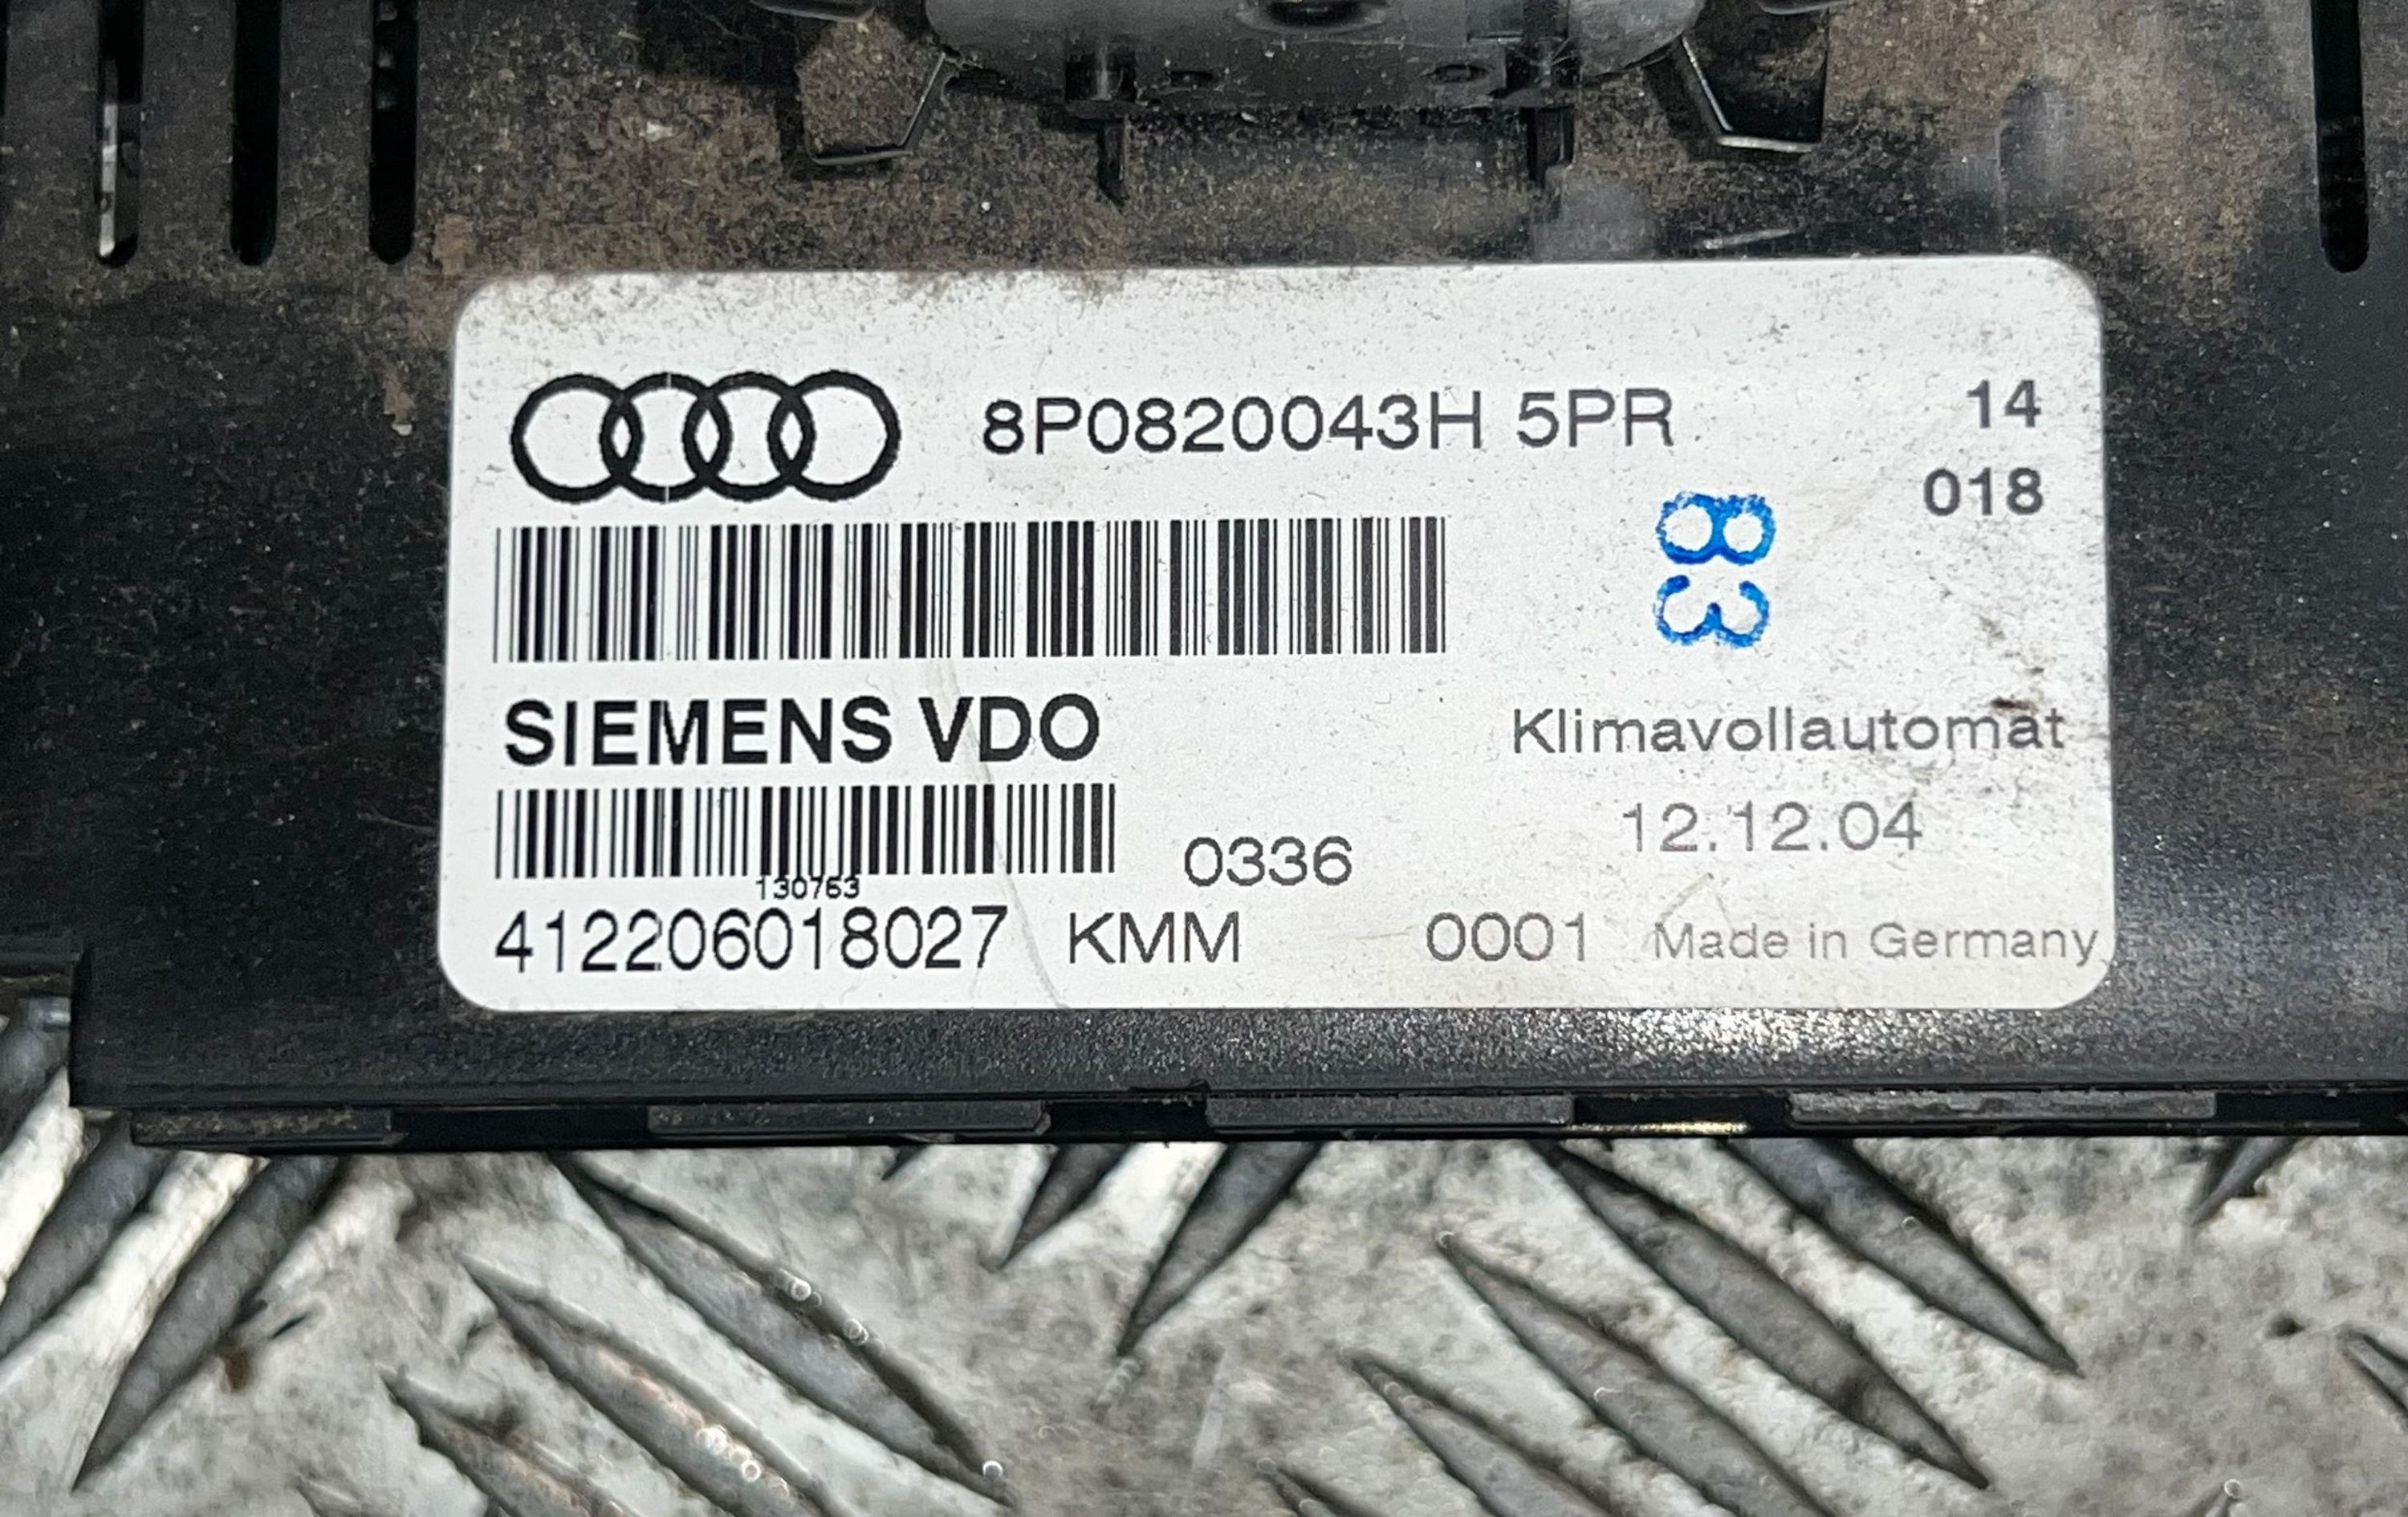 8P0820043H 5PR
14
018
83
SIEMENS VDO
Klimavollautomat
12.12.04
0336
130763
412206018027 KMM
0001
Made in Germany